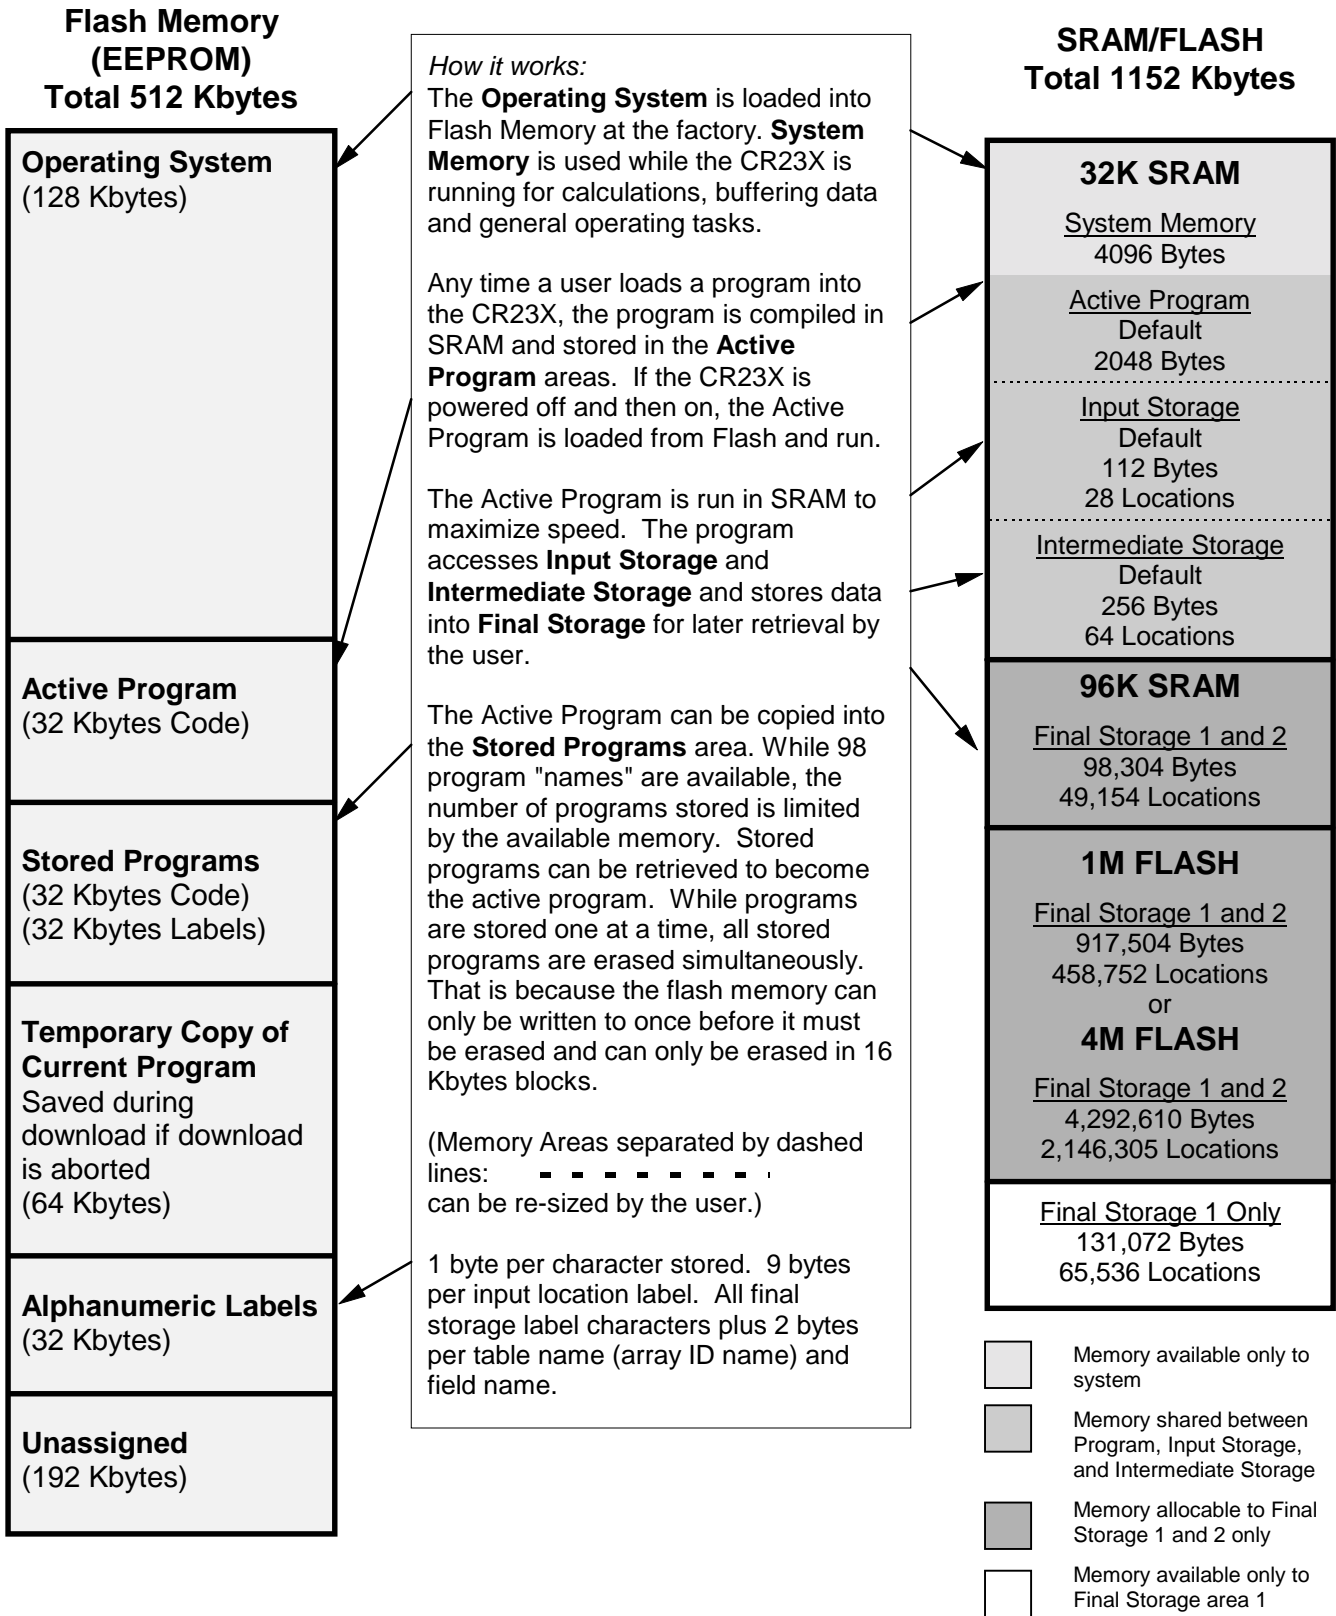 Flash Memory
(EEPROM)
Total 512 Kbytes
Operating System
(128 Kbytes)
Active Program
(32 Kbytes Code)
Stored Programs
(32 Kbytes Code)
(32 Kbytes Labels)
Temporary Copy of
Current Program
Saved during
download if download
is aborted
(64 Kbytes)
Alphanumeric Labels
(32 Kbytes)
Unassigned
(192 Kbytes)
How it works:
The Operating System is loaded into
Flash Memory at the factory. System
Memory is used while the CR23X is
running for calculations, buffering data
and general operating tasks.
Any time a user loads a program into
the CR23X, the program is compiled in
SRAM and stored in the Active
Program areas. If the CR23X is
powered off and then on, the Active
Program is loaded from Flash and run.
The Active Program is run in SRAM to
maximize speed. The program
accesses Input Storage and
Intermediate Storage and stores data
into Final Storage for later retrieval by
the user.
The Active Program can be copied into
the Stored Programs area. While 98
program "names" are available, the
number of programs stored is limited
by the available memory. Stored
programs can be retrieved to become
the active program. While programs
are stored one at a time, all stored
programs are erased simultaneously.
That is because the flash memory can
only be written to once before it must
be erased and can only be erased in 16
Kbytes blocks.
(Memory Areas separated by dashed
lines:
can be re-sized by the user.)
1 byte per character stored. 9 bytes
per input location label. All final
storage label characters plus 2 bytes
per table name (array ID name) and
field name.
SRAM/FLASH
Total 1152 Kbytes
32K SRAM
System Memory
4096 Bytes
Active Program
Default
2048 Bytes
Input Storage
Default
112 Bytes
28 Locations
Intermediate Storage
Default
256 Bytes
64 Locations
96K SRAM
Final Storage 1 and 2
98,304 Bytes
49,154 Locations
1M FLASH
Final Storage 1 and 2
917,504 Bytes
458,752 Locations
or
4M FLASH
Final Storage 1 and 2
4,292,610 Bytes
2,146,305 Locations
Final Storage 1 Only
131,072 Bytes
65,536 Locations
Memory available only to
system
Memory shared between
Program, Input Storage,
and Intermediate Storage
Memory allocable to Final
Storage 1 and 2 only
Memory available only to
Final Storage area 1